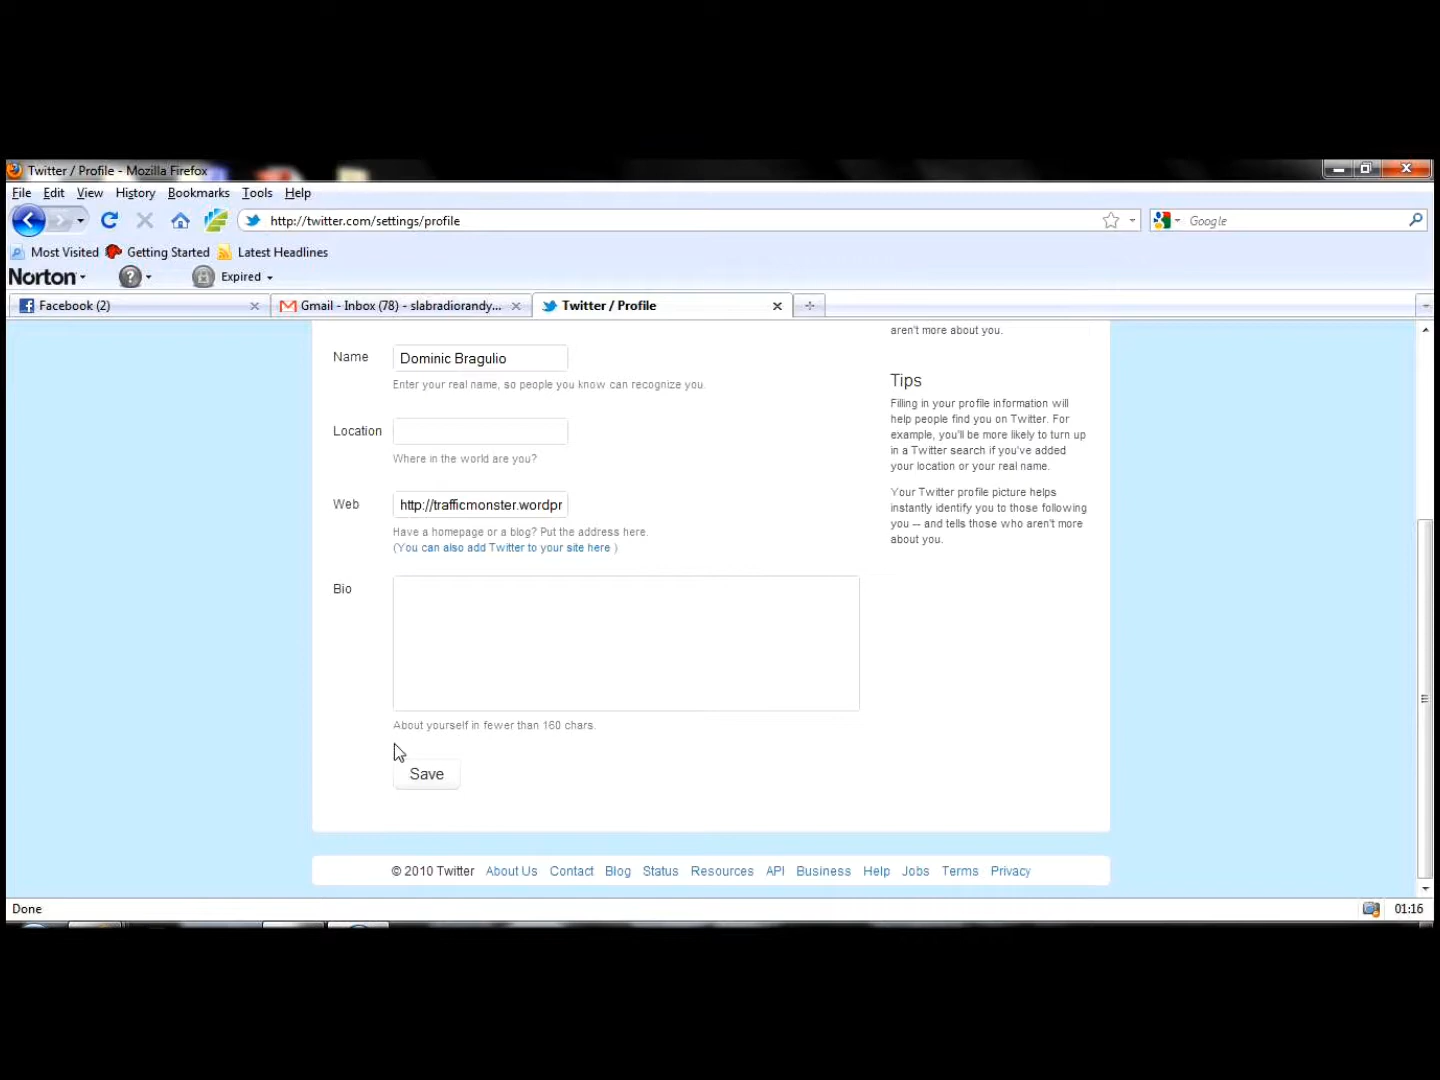 Twitter / Profile - Mozilla Firefox
File Edit View History Bookmarks Tools Help
http://twitter.com/settings/profile
Google
Most Visited Getting Started Latest Headlines
Norton
? Expired
Facebook (2)
Gmail - Inbox (78) - slabradiorandy...
Twitter / Profile
aren't more about you.
Name
Dominic Bragulio
Enter your real name, so people you know can recognize you.
Location
Where in the world are you?
Web
http://trafficmonster.wordpr
Have a homepage or a blog? Put the address here.
(You can also add Twitter to your site here )
Bio
About yourself in fewer than 160 chars.
Save
Tips
Filling in your profile information will
help people find you on Twitter. For
example, you'll be more likely to turn up
in a Twitter search if you've added
your location or your real name.
Your Twitter profile picture helps
instantly identify you to those following
you -- and tells those who aren't more
about you.
© 2010 Twitter About Us Contact Blog Status Resources API Business Help Jobs Terms Privacy
Done
01:16